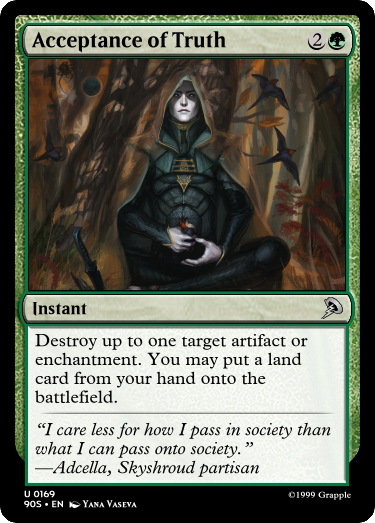 Acceptance of Truth 2
Instant
Destroy up to one target artifact or
enchantment. You may put a land
card from your hand onto the
battlefield.
“I care less for how I pass in society than
what I can pass onto society.”
—Adcella, Skyshroud partisan
U 0169
90S • EN Yana Vaseva
©1999 Grapple